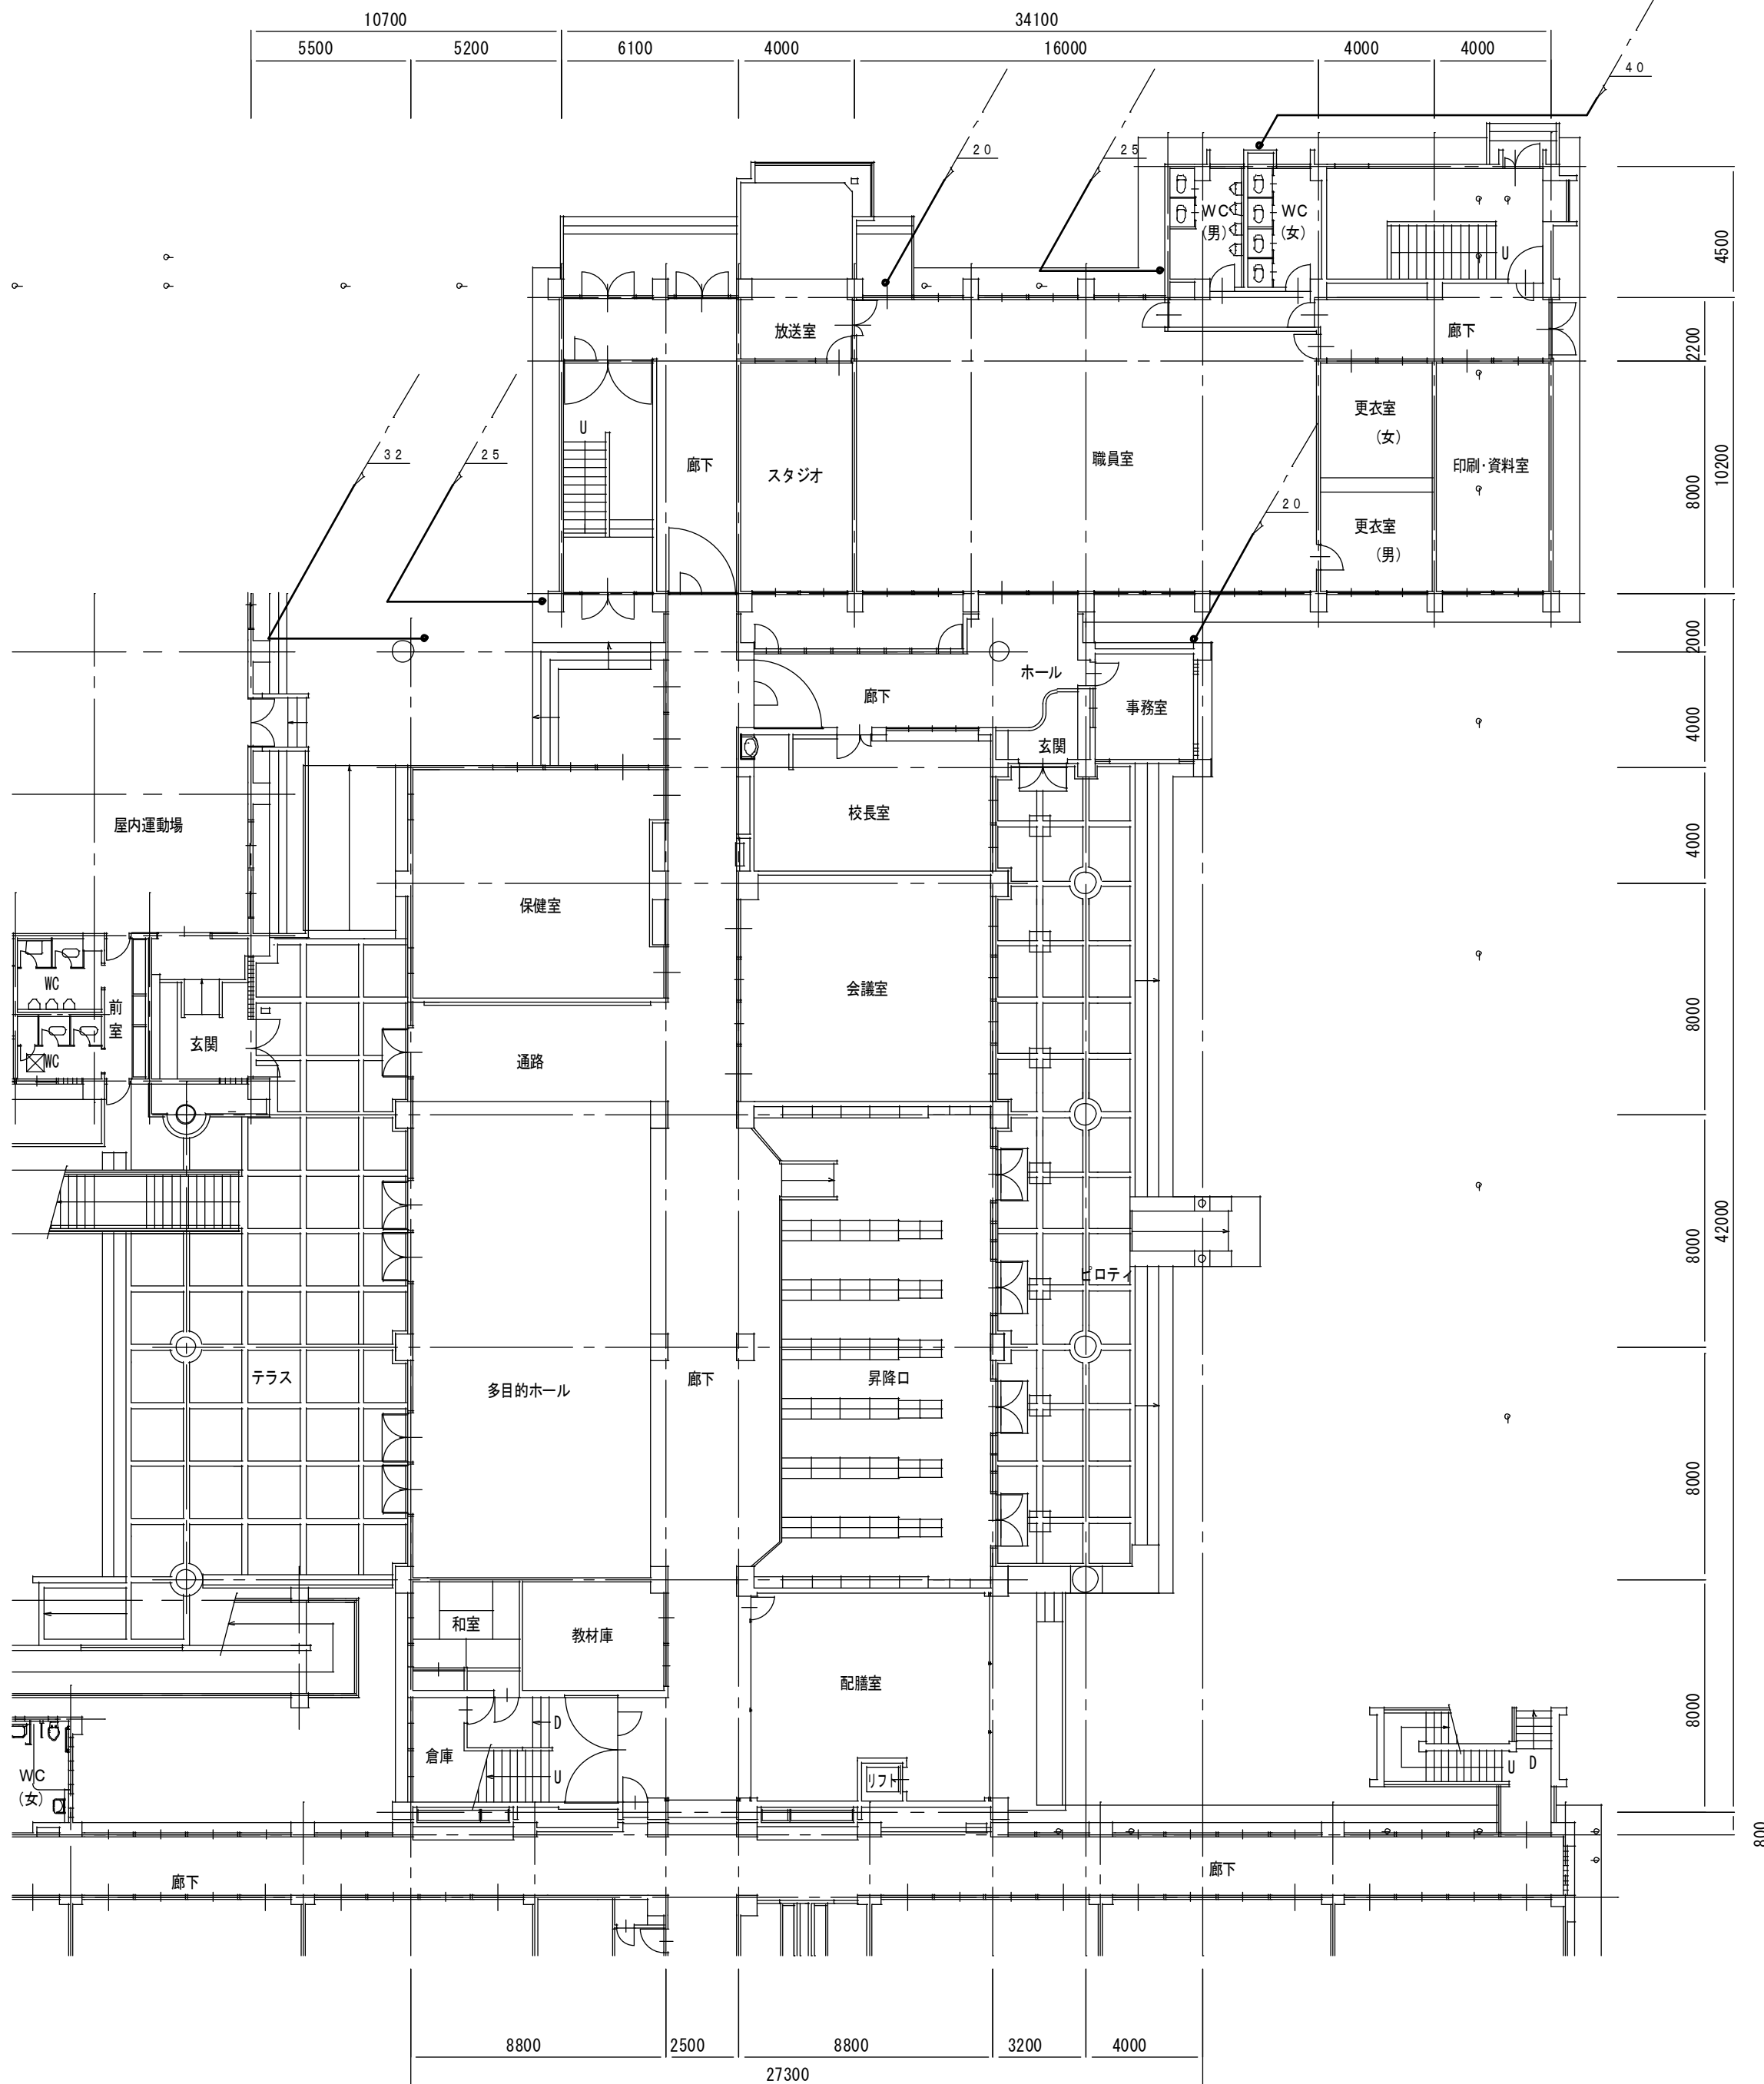 10700
34100
5500
5200
6100
4000
16000
4000
4000
40
20
25
WC
(男)
WC
(女)
U
4500
放送室
廊下
2200
32
25
U
廊下
スタジオ
職員室
更衣室
(女)
印刷・資料室
8000
10200
20
更衣室
(男)
2000
ホール
廊下
事務室
玄関
4000
屋内運動場
校長室
4000
保健室
会議室
WC
前
室
玄関
WC
通路
8000
ピロティ
8000
42000
テラス
多目的ホール
廊下
昇降口
8000
和室
教材庫
配膳室
8000
倉庫
D
U
リフト
U
D
WC
(女)
800
廊下
廊下
8800
2500
8800
3200
4000
27300